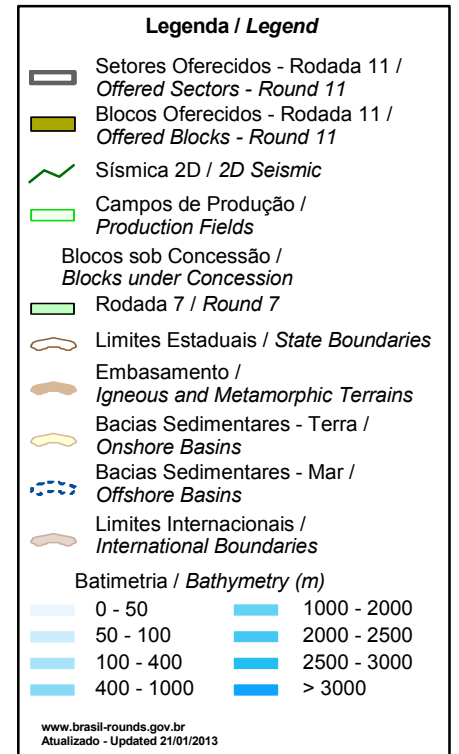 Legenda / Legend
Setores Oferecidos - Rodada 11 /
Offered Sectors - Round 11
Blocos Oferecidos - Rodada 11 /
Offered Blocks - Round 11
Sísmica 2D / 2D Seismic
Campos de Produção /
Production Fields
Blocos sob Concessão /
Blocks under Concession
Rodada 7 / Round 7
Limites Estaduais / State Boundaries
Embasamento /
Igneous and Metamorphic Terrains
Bacias Sedimentares - Terra /
Onshore Basins
Bacias Sedimentares - Mar /
Offshore Basins
Limites Internacionais /
International Boundaries
Batimetria / Bathymetry (m)
0 - 50
50 - 100
100 - 400
400 - 1000
1000 - 2000
2000 - 2500
2500 - 3000
> 3000
www.brasil-rounds.gov.br
Atualizado - Updated 21/01/2013